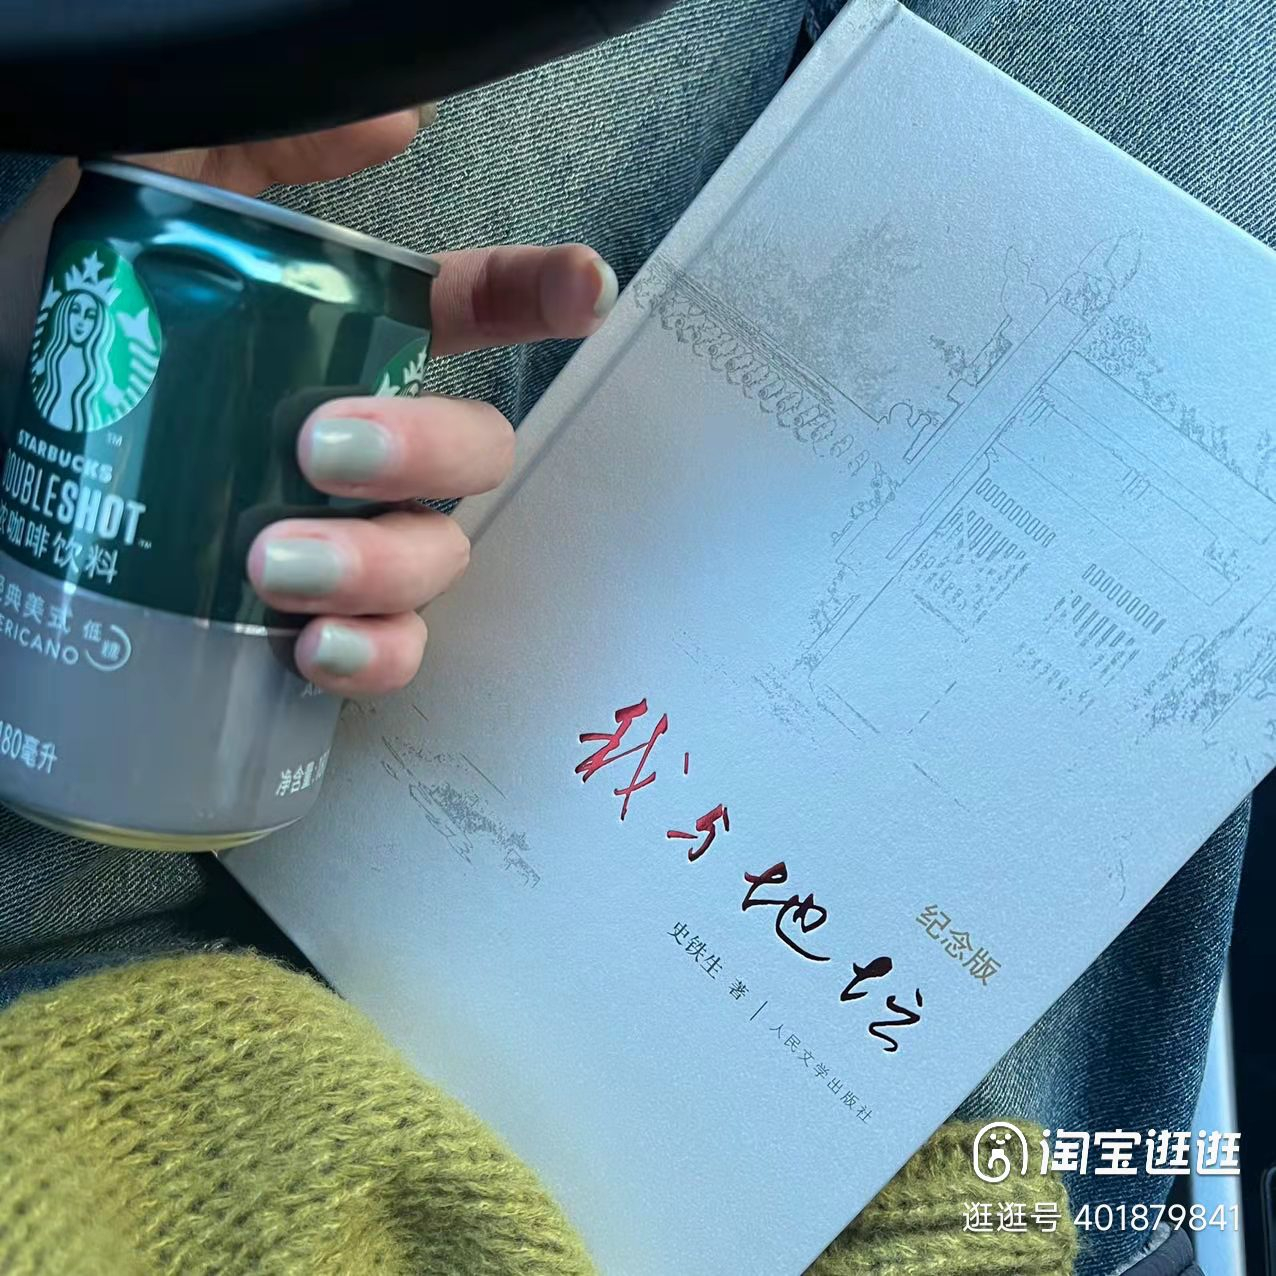 STARBUCKS™
DOUBLESHOT™
浓咖啡饮料
经典美式 低糖
ERICANO
180毫升
净含量:
我与地坛
纪念版
史铁生 著 | 人民文学出版社
淘宝逛逛
逛逛号 401879841